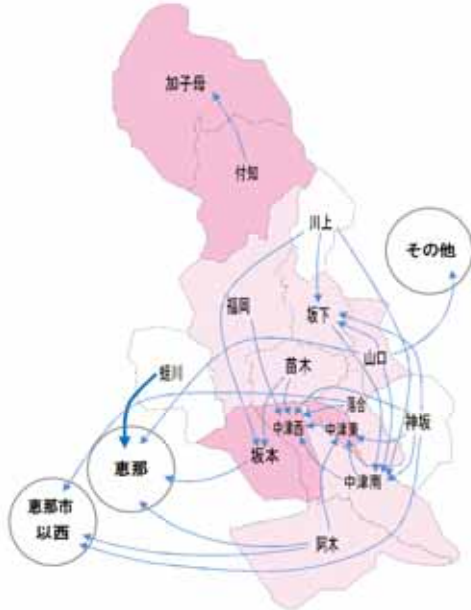 加子母
付知
川上
その他
福岡
坂下
山口
苗木
蛭川
落合
神坂
中津西
中津東
坂本
恵那
中津南
恵那市
以西
阿木